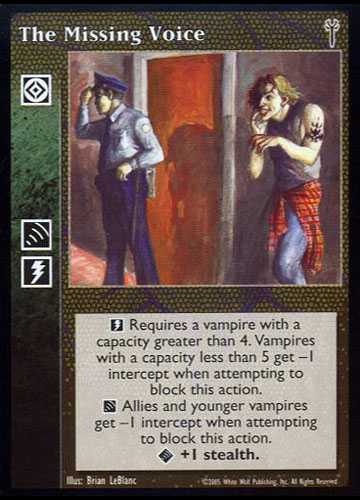 The Missing Voice
Requires a vampire with a
capacity greater than 4. Vampires
with a capacity less than 5 get –1
intercept when attempting to
block this action.
Allies and younger vampires
get –1 intercept when attempting
to block this action.
+1 stealth.
Illus: Brian LeBlanc
©2005 White Wolf Publishing, Inc. All Rights Reserved.